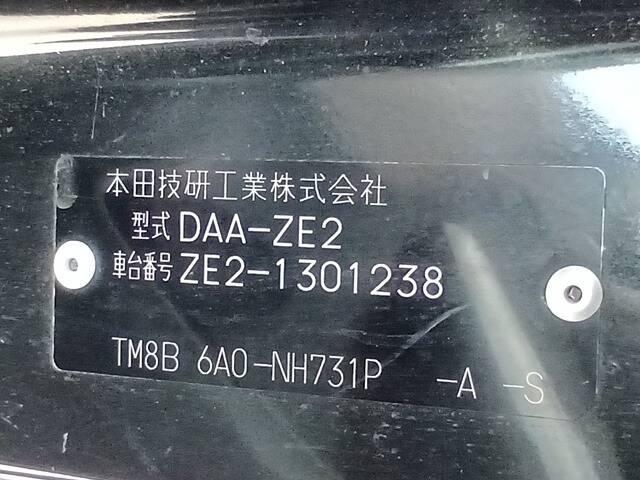 本田技研工業株式会社
型式 DAA-ZE2
車台番号 ZE2-1301238
TM8B 6A0-NH731P -A -S